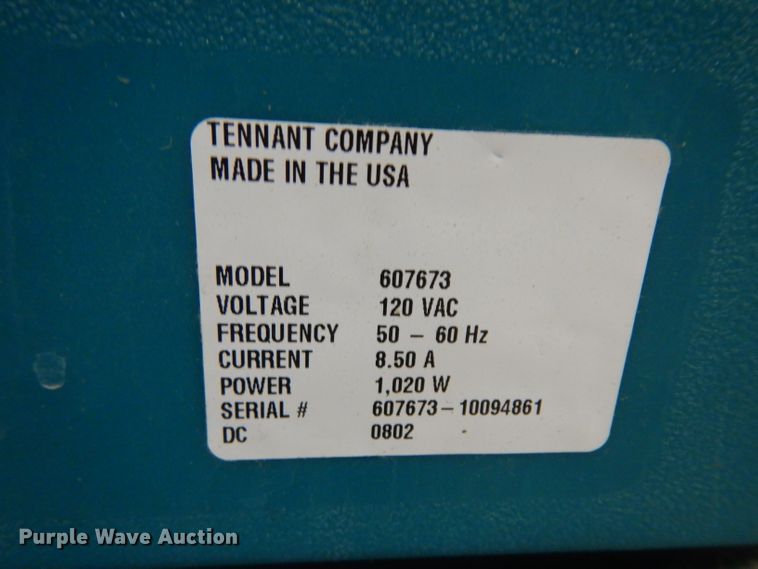 TENNANT COMPANY
MADE IN THE USA
MODEL 607673
VOLTAGE 120 VAC
FREQUENCY 50 – 60 Hz
CURRENT 8.50 A
POWER 1,020 W
SERIAL # 607673–10094861
DC 0802
Purple Wave Auction